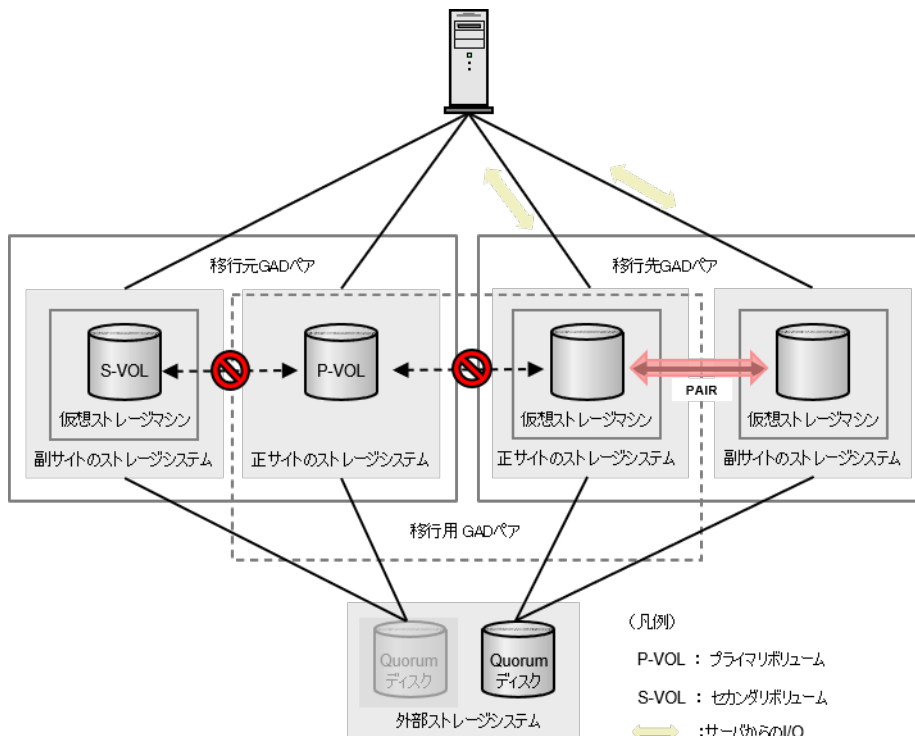 移行元GADペア
移行先GADペア
S-VOL
P-VOL
PAIR
仮想ストレージマシン
仮想ストレージマシン
仮想ストレージマシン
副サイトのストレージシステム
正サイトのストレージシステム
正サイトのストレージシステム
副サイトのストレージシステム
移行用 GADペア
Quorum
ディスク
Quorum
ディスク
外部ストレージシステム
(凡例)
P-VOL : プライマリボリューム
S-VOL : セカンダリボリューム
:サーバからのI/O